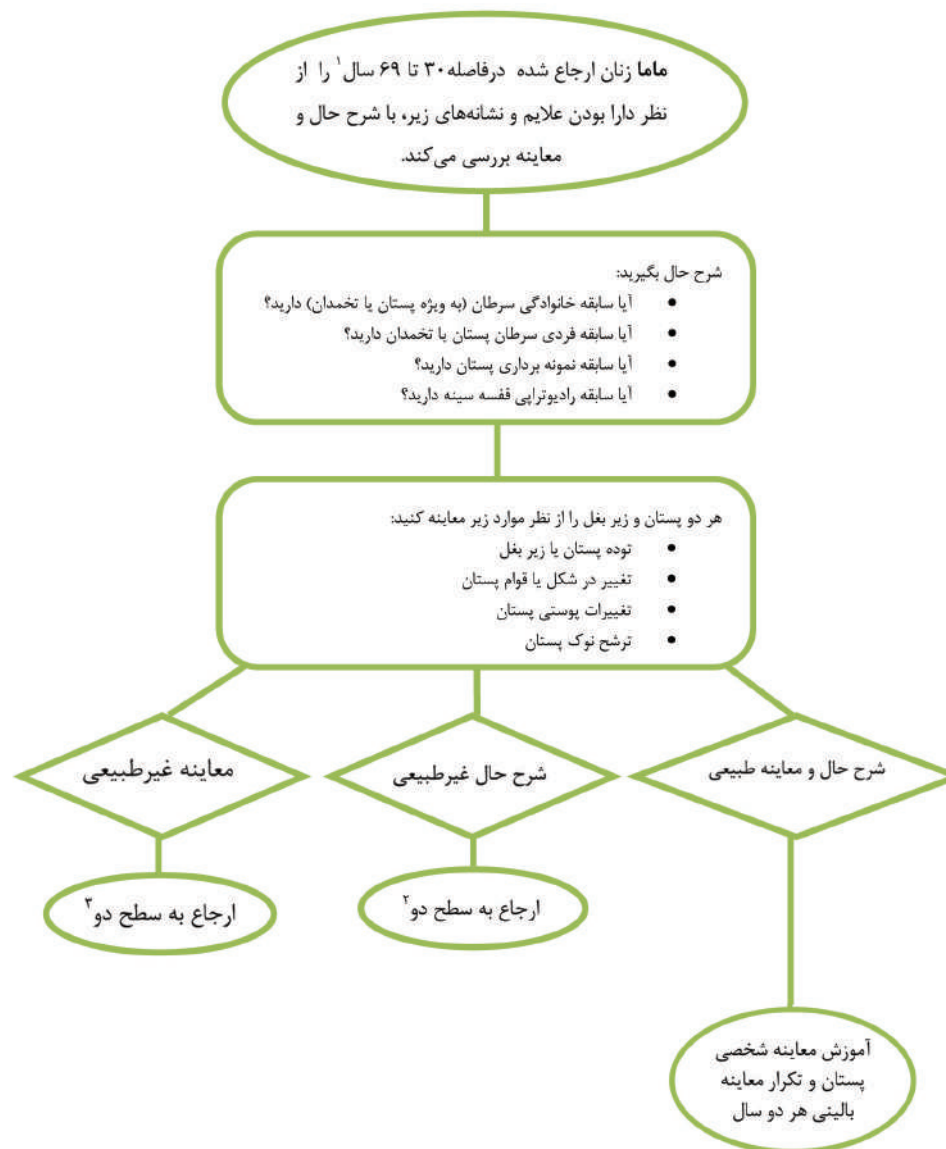 ماما زنان ارجاع شده درفاصله ۳۰ تا ۶۹ سال۱ را از
نظر دارا بودن علایم و نشانه‌های زیر، با شرح حال و
معاینه بررسی می‌کند.
شرح حال بگیرید:
• آیا سابقه خانوادگی سرطان (به ویژه پستان یا تخمدان) دارید؟
• آیا سابقه فردی سرطان پستان یا تخمدان دارید؟
• آیا سابقه نمونه برداری پستان دارید؟
• آیا سابقه رادیوتراپی قفسه سینه دارید؟
هر دو پستان و زیر بغل را از نظر موارد زیر معاینه کنید:
• توده پستان یا زیر بغل
• تغییر در شکل یا قوام پستان
• تغییرات پوستی پستان
• ترشح نوک پستان
شرح حال و معاینه طبیعی
شرح حال غیرطبیعی
معاینه غیرطبیعی
ارجاع به سطح دو۲
ارجاع به سطح دو۳
آموزش معاینه شخصی
پستان و تکرار معاینه
بالینی هر دو سال